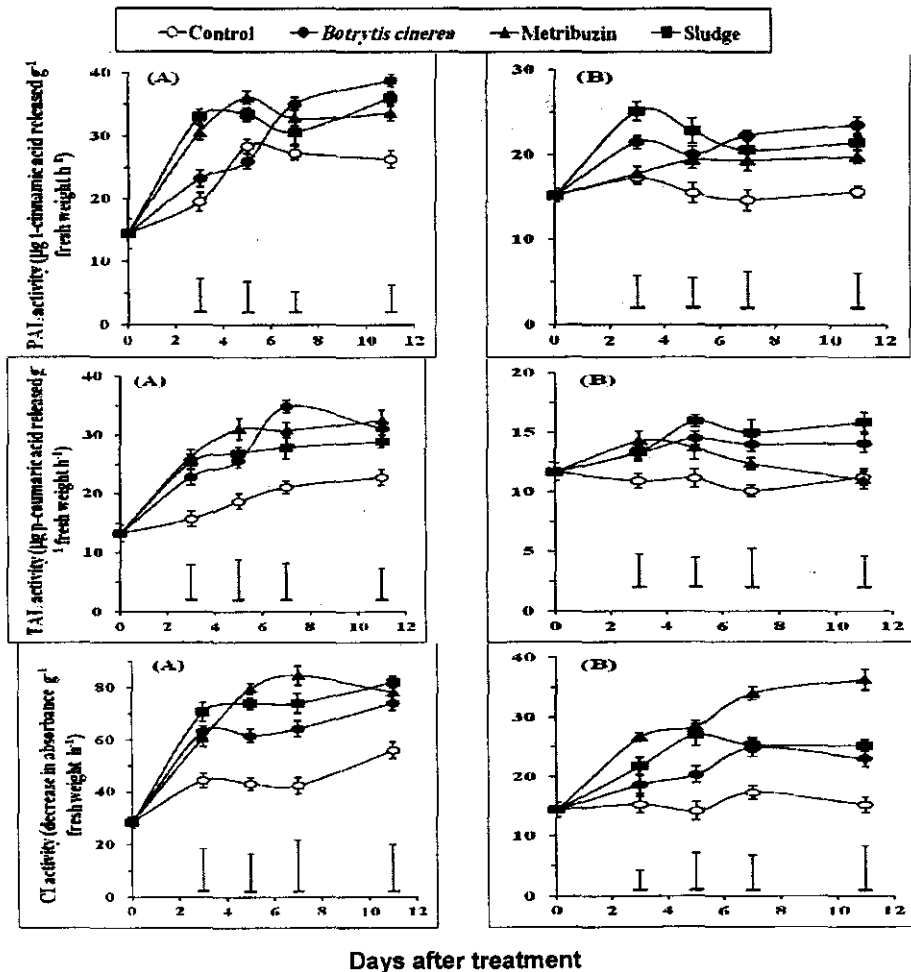 Control Botrytis cinerea Metribuzin Sludge
PAL activity (µg t-cinnamic acid released g⁻¹
fresh weight h⁻¹)
(A)
40
30
20
10
0
0 2 4 6 8 10 12
(B)
30
20
10
0
0 2 4 6 8 10 12
TAL activity (µg p-coumaric acid released g⁻
¹ fresh weight h⁻¹)
(A)
40
30
20
10
0
0 2 4 6 8 10 12
(B)
20
15
10
5
0
0 2 4 6 8 10 12
CI activity (decrease in absorbance g⁻¹
fresh weight h⁻¹)
(A)
80
60
40
20
0
0 2 4 6 8 10 12
(B)
40
30
20
10
0
0 2 4 6 8 10 12
Days after treatment